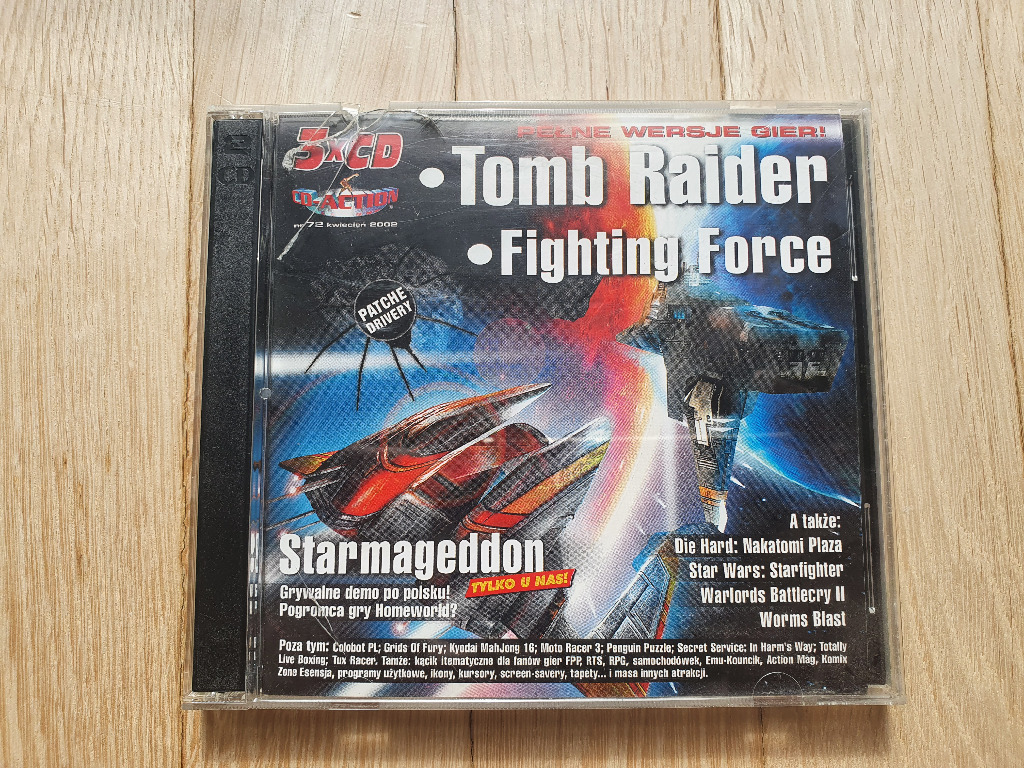 3xCD
CD-ACTION
nr 72 kwiecień 2002
PEŁNE WERSJE GIER!
• Tomb Raider
• Fighting Force
PATCHE
DRIVERY
Starmageddon
TYLKO U NAS!
Grywalne demo po polsku!
Pogromca gry Homeworld?
A także:
Die Hard: Nakatomi Plaza
Star Wars: Starfighter
Warlords Battlecry II
Worms Blast
Poza tym: Colobot PL; Grids Of Fury; Kyodai MahJong 16; Moto Racer 3; Penguin Puzzle; Secret Service: In Harm's Way; Totally
Live Boxing; Tux Racer. Tamże: kącik itematyczne dla fanów gier FPP, RTS, RPG, samochodówek, Emu-Kouncik, Action Mag, Komix
Zone Esensja, programy użytkowe, ikony, kursory, screen-savery, tapety... i masa innych atrakcji.